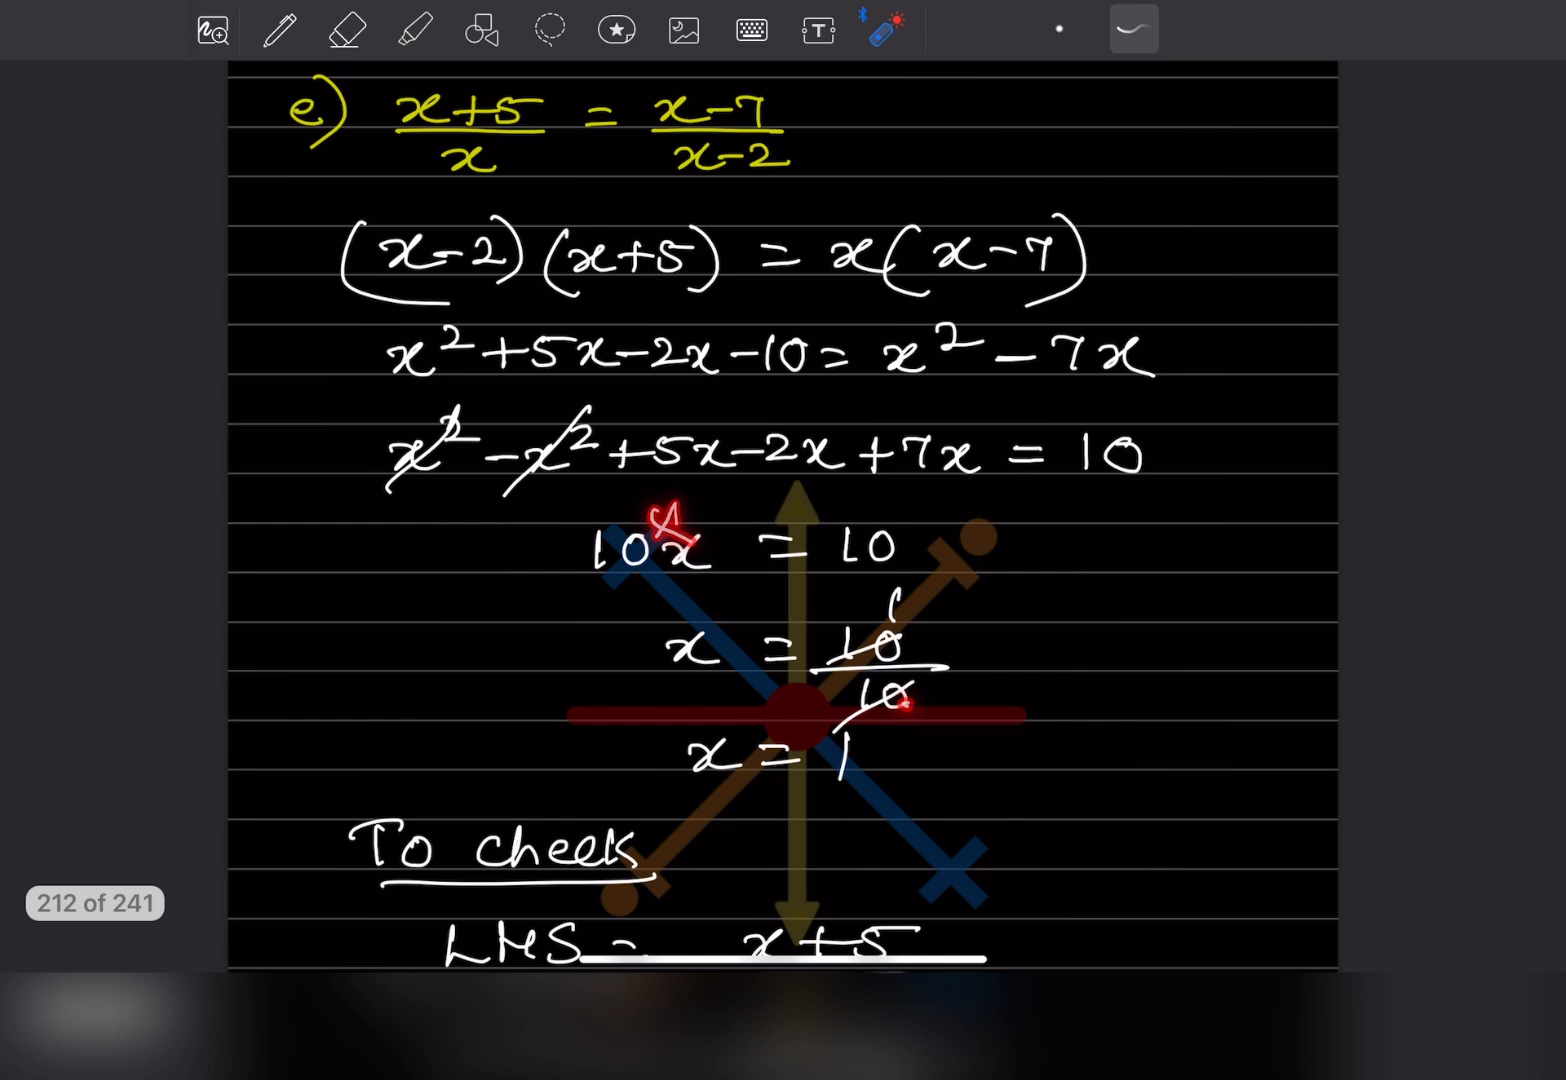 T
e) x+5/x = x-7/x-2
(x-2)(x+5) = x(x-7)
x²+5x-2x-10= x²-7x
x²-x²+5x-2x+7x = 10
10x = 10
x = 10/10 1
x = 1
To check
212 of 241
LHS = x+5